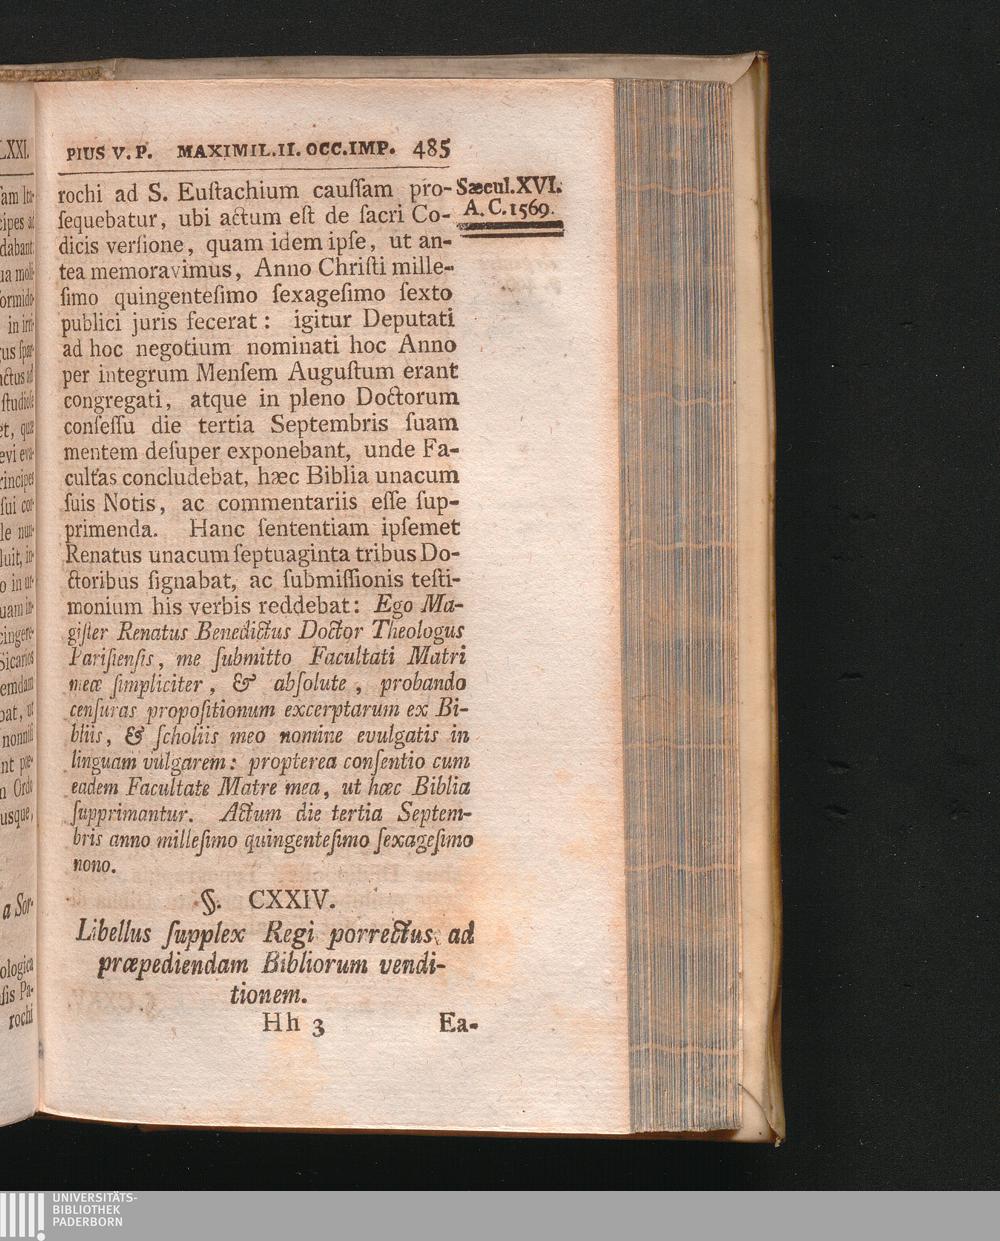 PIUS V. P. MAXIMIL. II. OCC. IMP. 485
Sæcul. XVI.
A. C. 1569.
rochi ad S. Euſtachium cauſſam pro-
ſequebatur, ubi actum eſt de ſacri Co-
dicis verſione, quam idem ipſe, ut an-
tea memoravimus, Anno Chriſti mille-
ſimo quingenteſimo ſexageſimo ſexto
publici juris fecerat: igitur Deputati
ad hoc negotium nominati hoc Anno
per integrum Menſem Auguſtum erant
congregati, atque in pleno Doctorum
conſeſſu die tertia Septembris ſuam
mentem deſuper exponebant, unde Fa-
cultas concludebat, hæc Biblia unacum
ſuis Notis, ac commentariis eſſe ſup-
primenda. Hanc ſententiam ipſemet
Renatus unacum ſeptuaginta tribus Do-
ctoribus ſignabat, ac ſubmiſſionis teſti-
monium his verbis reddebat: Ego Ma-
giſter Renatus Benedictus Doctor Theologus
Pariſienſis, me ſubmitto Facultati Matri
meæ ſimpliciter, & abſolute, probando
cenſuras propoſitionum excerptarum ex Bi-
bliis, & ſcholiis meo nomine evulgatis in
linguam vulgarem: propterea conſentio cum
eadem Facultate Matre mea, ut hæc Biblia
ſupprimantur. Actum die tertia Septem-
bris anno milleſimo quingenteſimo ſexageſimo
nono.
§. CXXIV.
Libellus ſupplex Regi porrectus, ad
præpediendam Bibliorum vendi-
tionem.
Hh 3 Ea-
UNIVERSITÄTS-
BIBLIOTHEK
PADERBORN